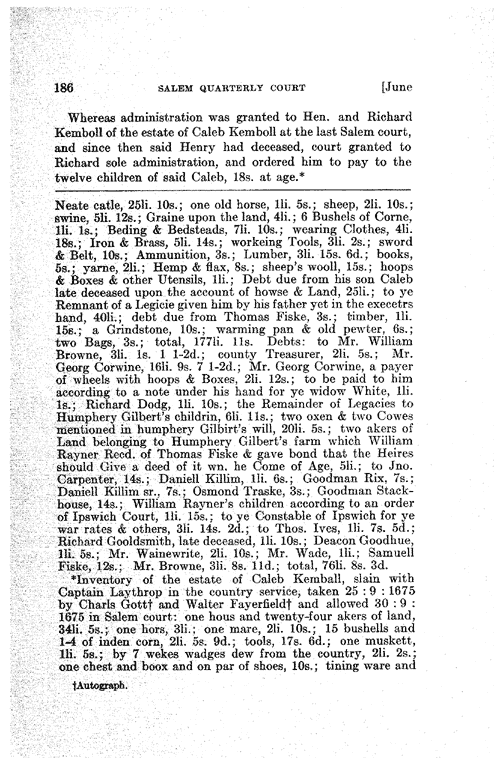 186 SALEM QUARTERLY COURT [June
Whereas administration was granted to Hen. and Richard
Kemboll of the estate of Caleb Kemboll at the last Salem court,
and since then said Henry had deceased, court granted to
Richard sole administration, and ordered him to pay to the
twelve children of said Caleb, 18s. at age.*
Neate catle, 25li. 10s.; one old horse, 1li. 5s.; sheep, 2li. 10s.;
swine, 5li. 12s.; Graine upon the land, 4li.; 6 Bushels of Corne,
1li. 1s.; Beding & Bedsteads, 7li. 10s.; wearing Clothes, 4li.
18s.; Iron & Brass, 5li. 14s.; workeing Tools, 3li. 2s.; sword
& Belt, 10s.; Ammunition, 3s.; Lumber, 3li. 15s. 6d.; books,
5s.; yarne, 2li.; Hemp & flax, 8s.; sheep's wooll, 15s.; hoops
& Boxes & other Utensils, 1li.; Debt due from his son Caleb
late deceased upon the account of howse & Land, 25li.; to ye
Remnant of a Legicie given him by his father yet in the execetrs
hand, 40li.; debt due from Thomas Fiske, 3s.; timber, 1li.
15s.; a Grindstone, 10s.; warming pan & old pewter, 6s.;
two Bags, 3s.; total, 177li. 11s. Debts: to Mr. William
Browne, 3li. 1s. 1 1-2d.; county Treasurer, 2li. 5s.; Mr.
Georg Corwine, 16li. 9s. 7 1-2d.; Mr. Georg Corwine, a payer
of wheels with hoops & Boxes, 2li. 12s.; to be paid to him
according to a note under his hand for ye widow White, 1li.
1s.; Richard Dodg, 1li. 10s.; the Remainder of Legacies to
Humphery Gilbert's childrin, 6li. 11s.; two oxen & two Cowes
mentioned in humphery Gilbirt's will, 20li. 5s.; two akers of
Land belonging to Humphery Gilbert's farm which William
Rayner Recd. of Thomas Fiske & gave bond that the Heires
should Give a deed of it wn. he Come of Age, 5li.; to Jno.
Carpenter, 14s.; Daniell Killim, 1li. 6s.; Goodman Rix, 7s.;
Daniell Killim sr., 7s.; Osmond Traske, 3s.; Goodman Stack-
house, 14s.; William Rayner's children according to an order
of Ipswich Court, 1li. 15s.; to ye Constable of Ipswich for ye
war rates & others, 3li. 14s. 2d.; to Thos. Ives, 1li. 7s. 5d.;
Richard Gooldsmith, late deceased, 1li. 10s.; Deacon Goodhue,
1li. 5s.; Mr. Wainewrite, 2li. 10s.; Mr. Wade, 1li.; Samuell
Fiske, 12s.; Mr. Browne, 3li. 8s. 11d.; total, 76li. 8s. 3d.
*Inventory of the estate of Caleb Kemball, slain with
Captain Laythrop in the country service, taken 25 : 9 : 1675
by Charls Gott† and Walter Fayerfield† and allowed 30 : 9 :
1675 in Salem court: one hous and twenty-four akers of land,
34li. 5s.; one hors, 3li.; one mare, 2li. 10s.; 15 bushells and
1-4 of inden corn, 2li. 5s. 9d.; tools, 17s. 6d.; one muskett,
1li. 5s.; by 7 wekes wadges dew from the country, 2li. 2s.;
one chest and boox and on par of shoes, 10s.; tining ware and
†Autograph.